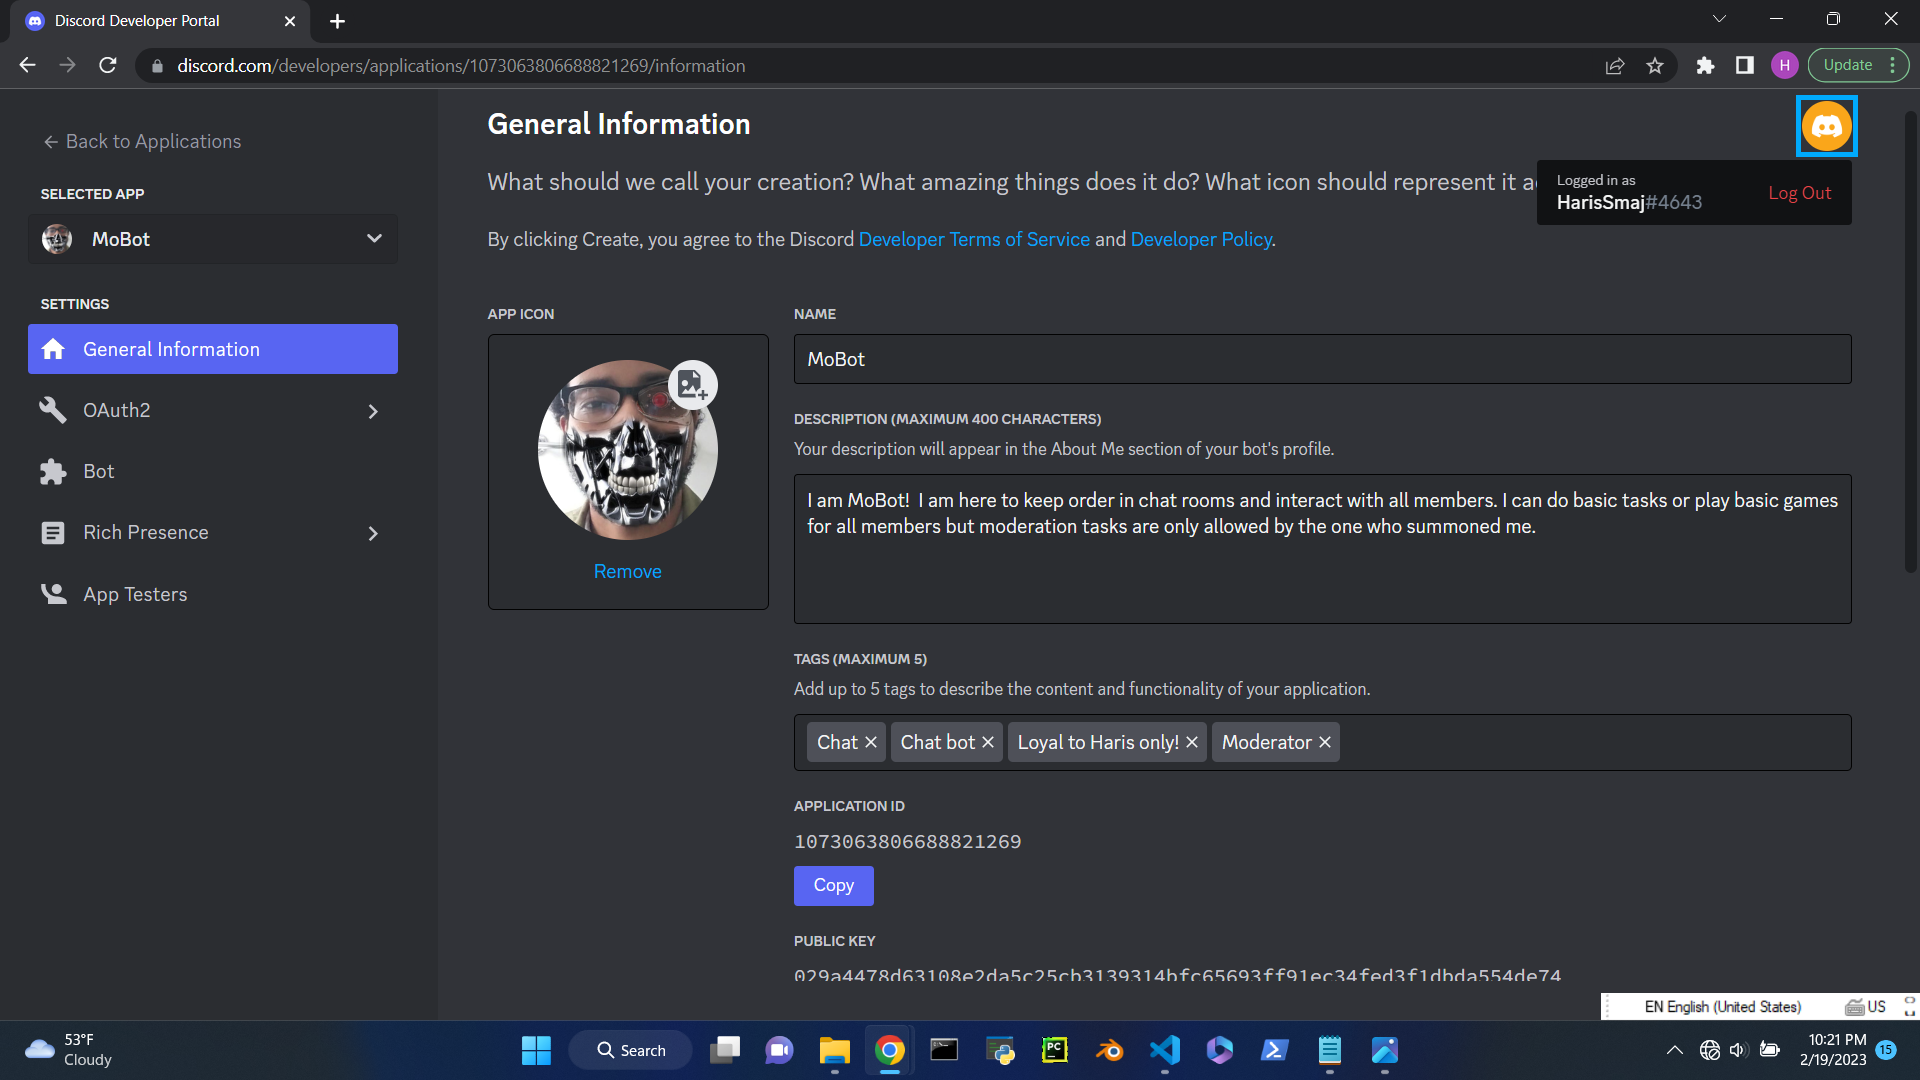 Discord Developer Portal
discord.com/developers/applications/1073063806688821269/information
H
Update
Back to Applications
SELECTED APP
MoBot
SETTINGS
General Information
OAuth2
Bot
Rich Presence
App Testers
General Information
What should we call your creation? What amazing things does it do? What icon should represent it a
Logged in as
HarisSmaj#4643
Log Out
By clicking Create, you agree to the Discord Developer Terms of Service and Developer Policy.
APP ICON
Remove
NAME
MoBot
DESCRIPTION (MAXIMUM 400 CHARACTERS)
Your description will appear in the About Me section of your bot's profile.
I am MoBot!  I am here to keep order in chat rooms and interact with all members. I can do basic tasks or play basic games
for all members but moderation tasks are only allowed by the one who summoned me.
TAGS (MAXIMUM 5)
Add up to 5 tags to describe the content and functionality of your application.
Chat Chat bot Loyal to Haris only! Moderator
APPLICATION ID
1073063806688821269
Copy
PUBLIC KEY
029a4478d63108e2da5c25cb3139314bfc65693ff91ec34fed3f1dbda554de74
EN English (United States) US
53°F
Cloudy
Search
PC
10:21 PM
2/19/2023
15